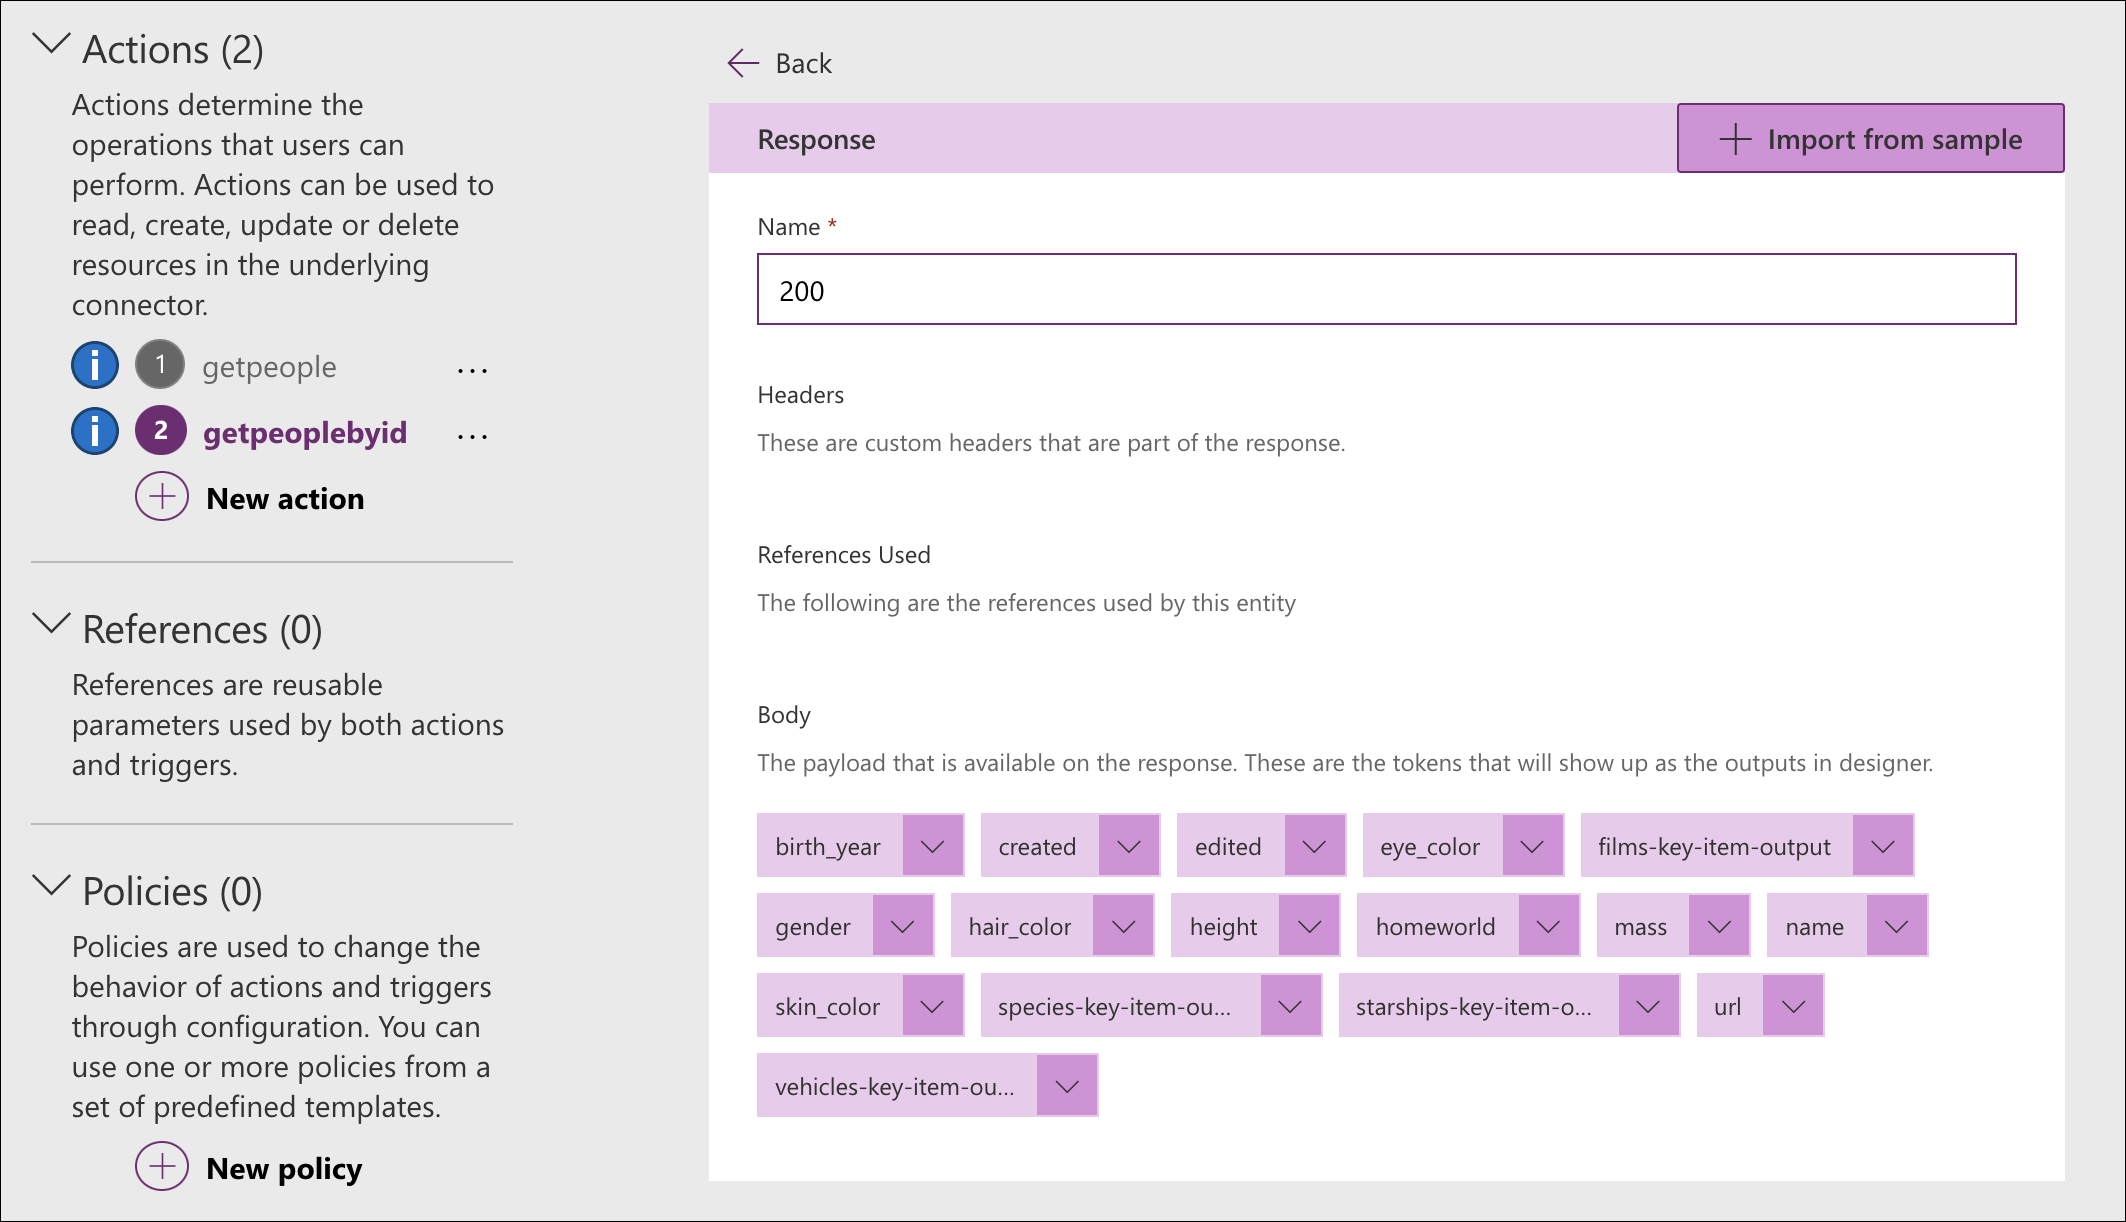 Actions (2)
Actions determine the
operations that users can
perform. Actions can be used to
read, create, update or delete
resources in the underlying
connector.
1 getpeople ...
2 getpeoplebyid ...
New action
References (0)
References are reusable
parameters used by both actions
and triggers.
Policies (0)
Policies are used to change the
behavior of actions and triggers
through configuration. You can
use one or more policies from a
set of predefined templates.
New policy
Back
Response
Import from sample
Name *
200
Headers
These are custom headers that are part of the response.
References Used
The following are the references used by this entity
Body
The payload that is available on the response. These are the tokens that will show up as the outputs in designer.
birth_year created edited eye_color films-key-item-output
gender hair_color height homeworld mass name
skin_color species-key-item-ou... starships-key-item-o... url
vehicles-key-item-ou...